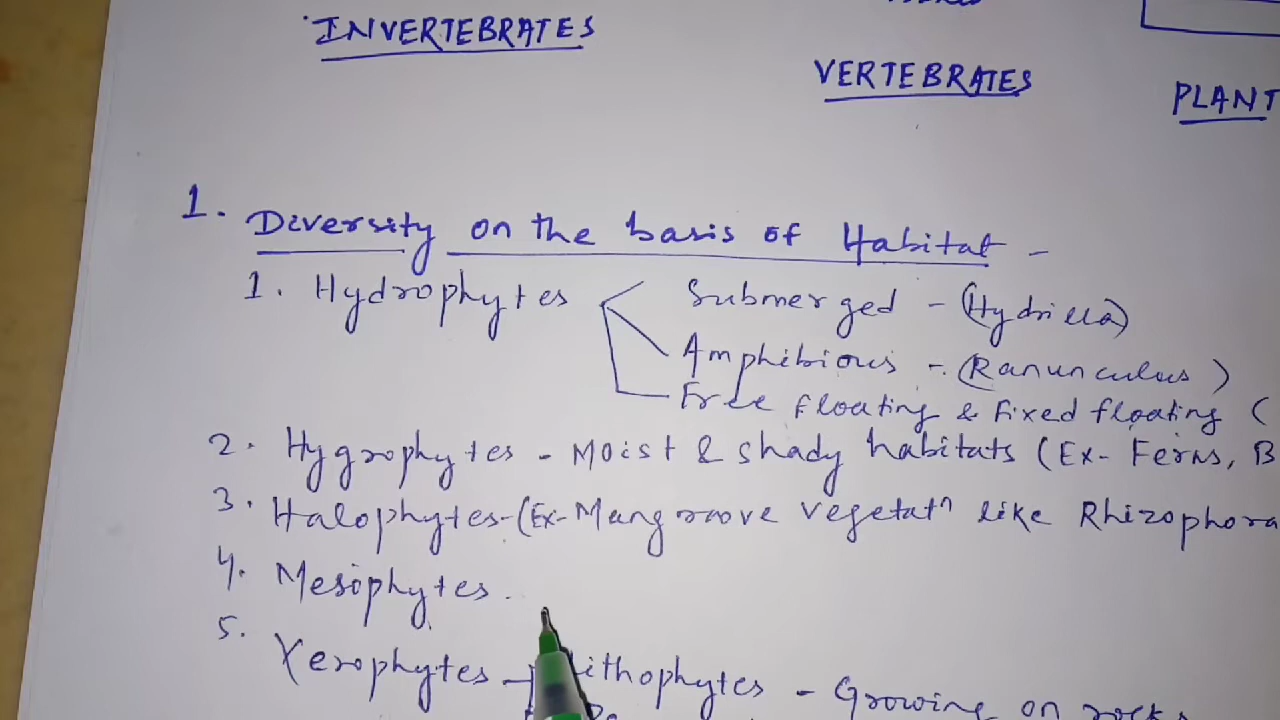 INVERTEBRATES
VERTEBRATES
PLANT
1. Diversity on the basis of Habitat -
1. Hydrophytes Submerged - (Hydrilla)
Amphibious - (Ranunculus)
Free floating & Fixed floating (
2. Hygrophytes - Moist & shady habitats (Ex- Ferns, B
3. Halophytes - (Ex- Mangroove vegetatn like Rhizophora
4. Mesophytes.
5. Xerophytes - Lithophytes - Growing on rocks